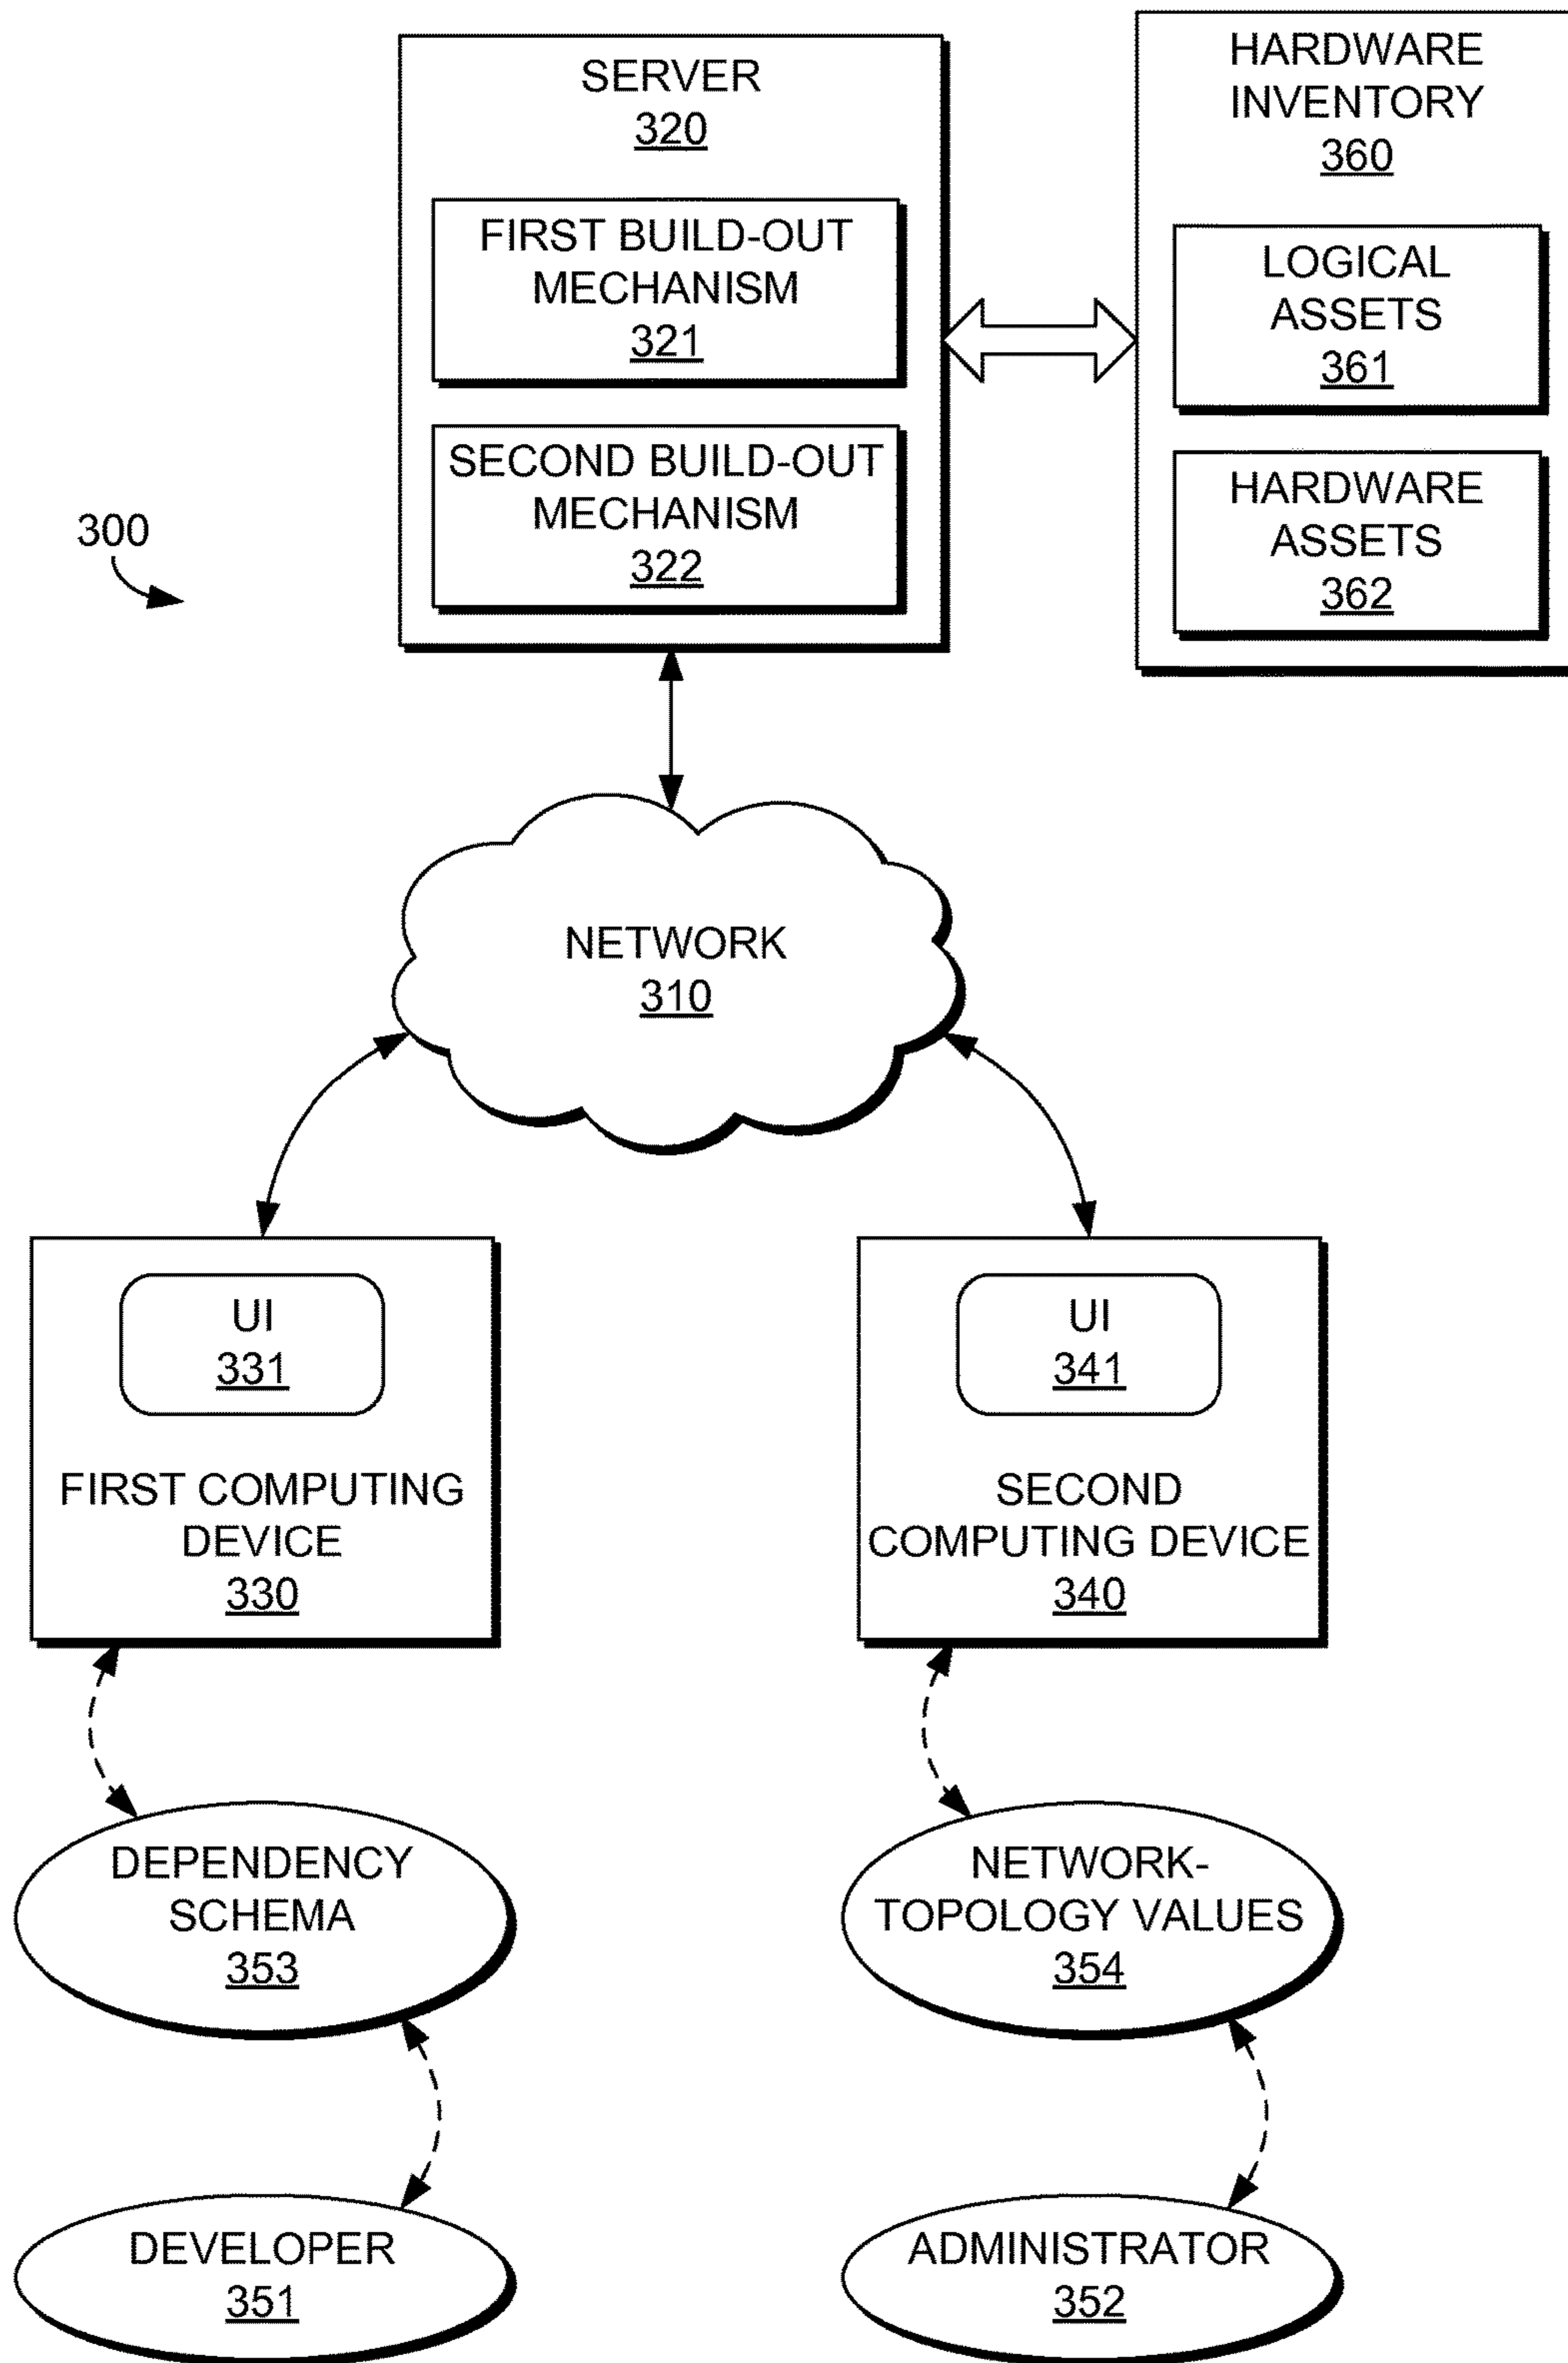 SERVER
320
FIRST BUILD-OUT
MECHANISM
321
SECOND BUILD-OUT
MECHANISM
322
HARDWARE
INVENTORY
360
LOGICAL
ASSETS
361
HARDWARE
ASSETS
362
300
NETWORK
310
UI
331
FIRST COMPUTING
DEVICE
330
UI
341
SECOND
COMPUTING DEVICE
340
DEPENDENCY
SCHEMA
353
NETWORK-
TOPOLOGY VALUES
354
DEVELOPER
351
ADMINISTRATOR
352